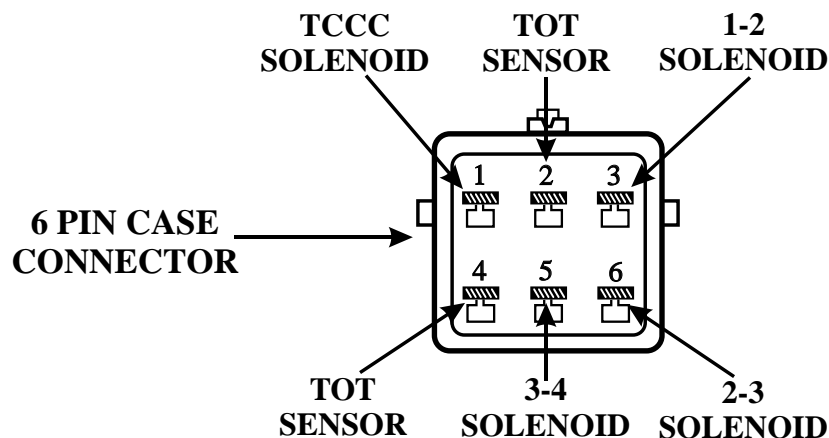 TCCC
SOLENOID
TOT
SENSOR
1-2
SOLENOID
1 2 3
6 PIN CASE
CONNECTOR
4 5 6
TOT
SENSOR
3-4
SOLENOID
2-3
SOLENOID